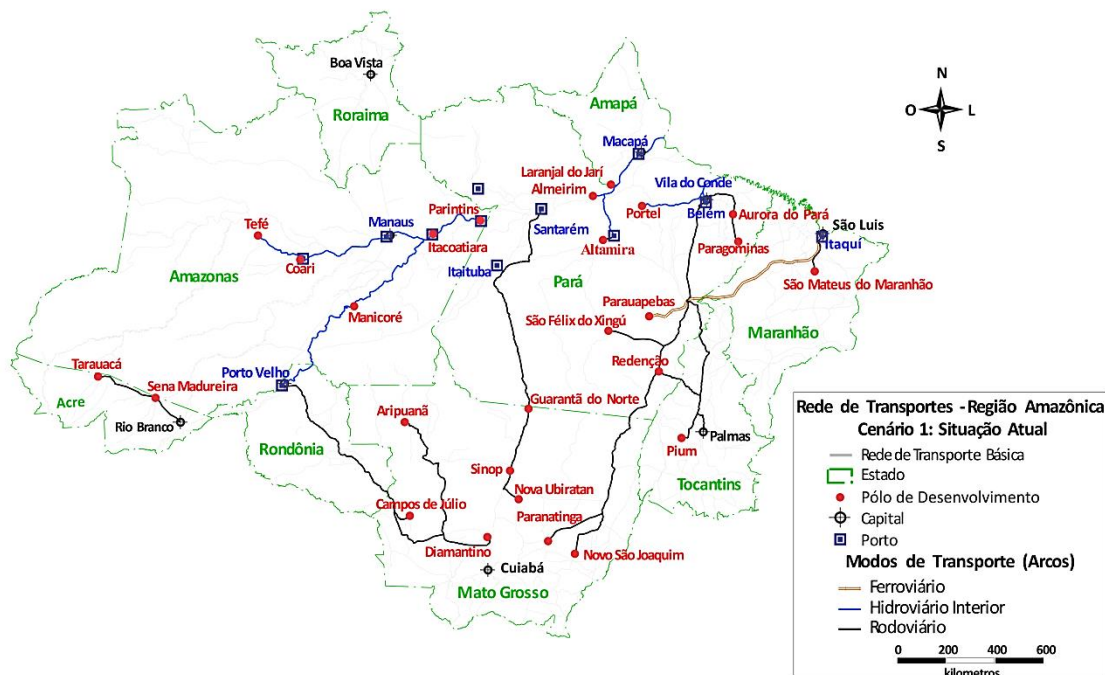 Boa Vista
Roraima
Amapá
N
O
L
S
Macapá
Laranjal do Jarí
Almeirim
Vila do Conde
Portel
Belém
Aurora do Pará
São Luis
Itaquí
Parintins
Tefé
Manaus
Santarém
Itacoatiara
Altamira
Paragominas
Coari
Itaituba
Amazonas
Pará
São Mateus do Maranhão
Manicoré
Parauapebas
São Félix do Xingú
Maranhão
Tarauacá
Sena Madureira
Porto Velho
Redenção
Acre
Rio Branco
Aripuanã
Guarantã do Norte
Palmas
Pium
Rondônia
Sinop
Nova Ubiratan
Tocantins
Campos de Júlio
Paranatinga
Diamantino
Novo São Joaquim
Cuiabá
Mato Grosso
Rede de Transportes - Região Amazônica
Cenário 1: Situação Atual
Rede de Transporte Básica
Estado
Pólo de Desenvolvimento
Capital
Porto
Modos de Transporte (Arcos)
Ferroviário
Hidroviário Interior
Rodoviário
0 200 400 600
kilometros